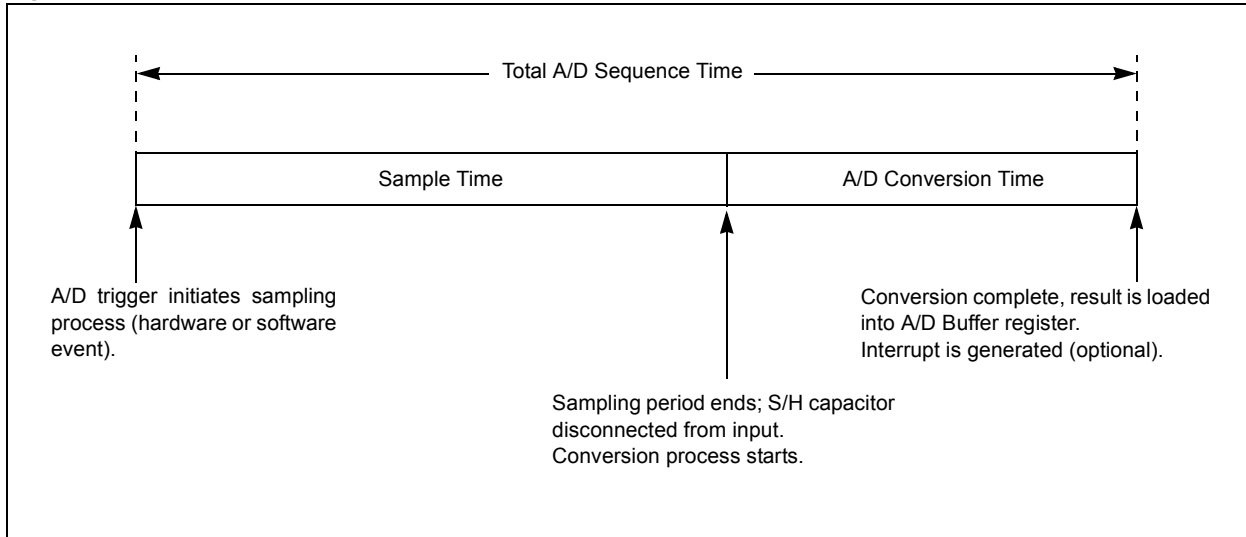 Total A/D Sequence Time
Sample Time
A/D Conversion Time
A/D trigger initiates sampling
process (hardware or software
event).
Conversion complete, result is loaded
into A/D Buffer register.
Interrupt is generated (optional).
Sampling period ends; S/H capacitor
disconnected from input.
Conversion process starts.